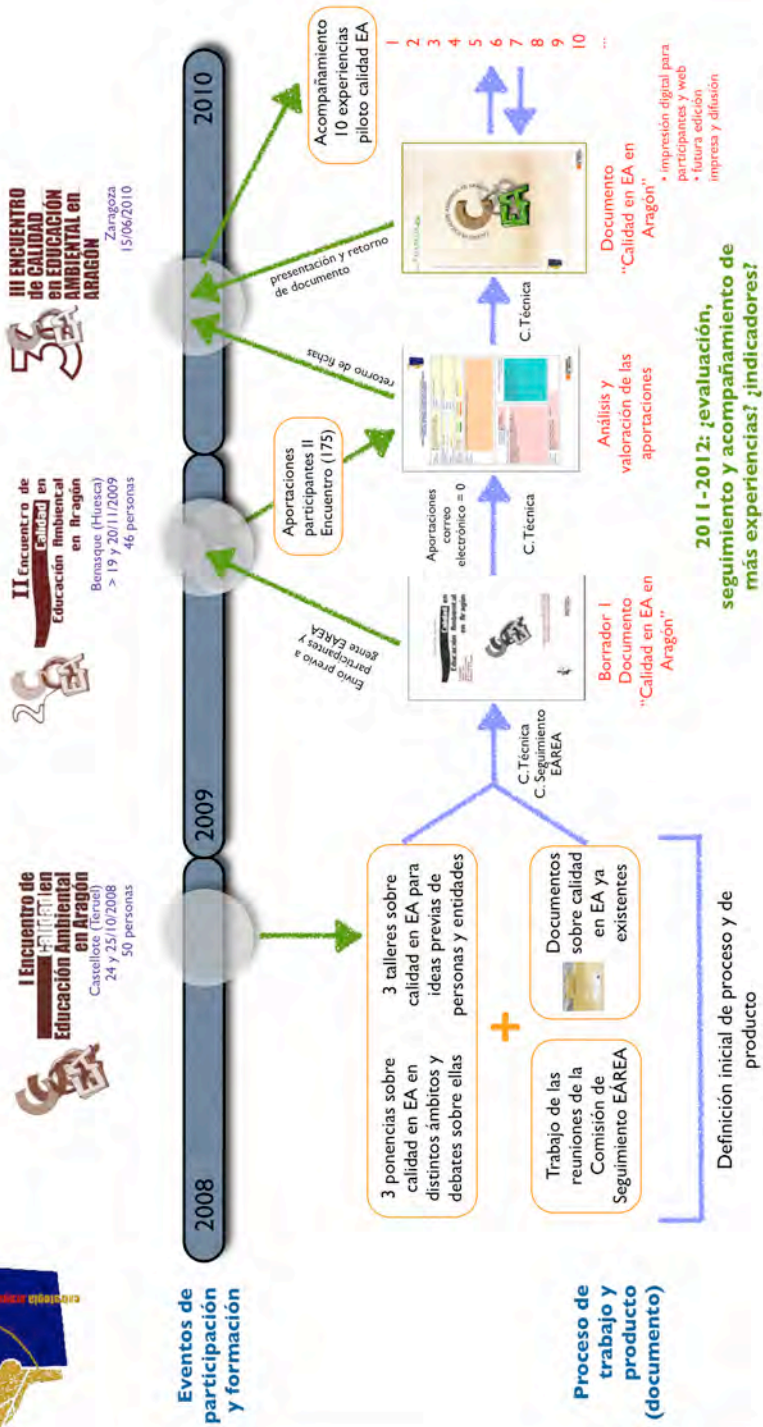 I Encuentro de
Calidad en
Educación Ambiental
en Aragón
Castellote (Teruel)
24 y 25/10/2008
50 personas
II Encuentro de
Calidad en
Educación Ambiental
en Aragón
Benasque (Huesca)
> 19 y 20/11/2009
46 personas
III ENCUENTRO
de CALIDAD
en EDUCACIÓN
AMBIENTAL en
ARAGÓN
Zaragoza
15/06/2010
Eventos de
participación
y formación
2008
2009
2010
3 ponencias sobre
calidad en EA en
distintos ámbitos y
debates sobre ellas
3 talleres sobre
calidad en EA para
ideas previas de
personas y entidades
+
Trabajo de las
reuniones de la
Comisión de
Seguimiento EÁREA
Documentos
sobre calidad
en EA ya
existentes
Definición inicial de proceso y de
producto
Proceso de
trabajo y
producto
(documento)
C. Técnica
C. Seguimiento
EÁREA
Envío previo a
participantes y
gente EÁREA
Calidad en
Educación Ambiental
en Aragón
Borrador 1
Documento
"Calidad en EA en
Aragón"
Aportaciones
participantes II
Encuentro (175)
Aportaciones
correo
electrónico = 0
C. Técnica
retorno de fichas
Análisis y
valoración de las
aportaciones
C. Técnica
presentación y retorno
de documento
EA
Documento
"Calidad en EA en
Aragón"
• impresión digital para
participantes y web
• futura edición
impresa y difusión
Acompañamiento
10 experiencias
piloto calidad EA
1
2
3
4
5
6
7
8
9
10
...
2011-2012: ¿evaluación,
seguimiento y acompañamiento de
más experiencias? ¿indicadores?